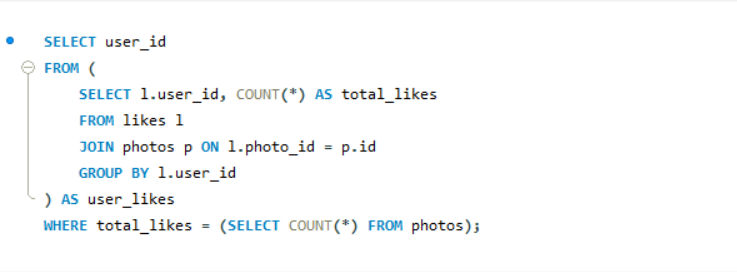 SELECT user_id
FROM (
SELECT l.user_id, COUNT(*) AS total_likes
FROM likes l
JOIN photos p ON l.photo_id = p.id
GROUP BY l.user_id
) AS user_likes
WHERE total_likes = (SELECT COUNT(*) FROM photos);